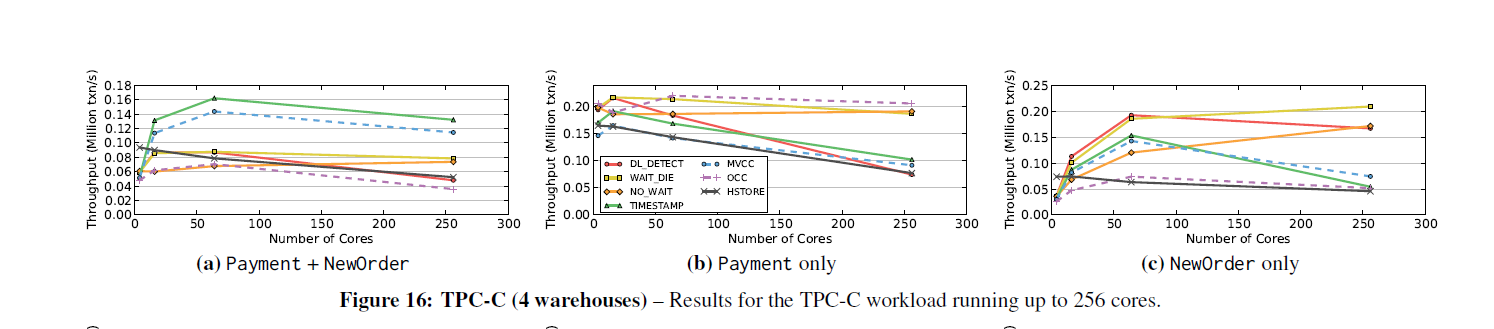 0.18
0.16
0.14
0.12
0.10
0.08
0.06
0.04
0.02
0.00
Throughput (Million txn/s)
0 50 100 150 200 250 300
Number of Cores
(a) Payment + NewOrder
0.20
0.15
0.10
0.05
0.00
Throughput (Million txn/s)
DL_DETECT
WAIT_DIE
NO_WAIT
TIMESTAMP
MVCC
OCC
HSTORE
0 50 100 150 200 250 300
Number of Cores
(b) Payment only
0.25
0.20
0.15
0.10
0.05
0.00
Throughput (Million txn/s)
0 50 100 150 200 250 300
Number of Cores
(c) NewOrder only
Figure 16: TPC-C (4 warehouses) – Results for the TPC-C workload running up to 256 cores.